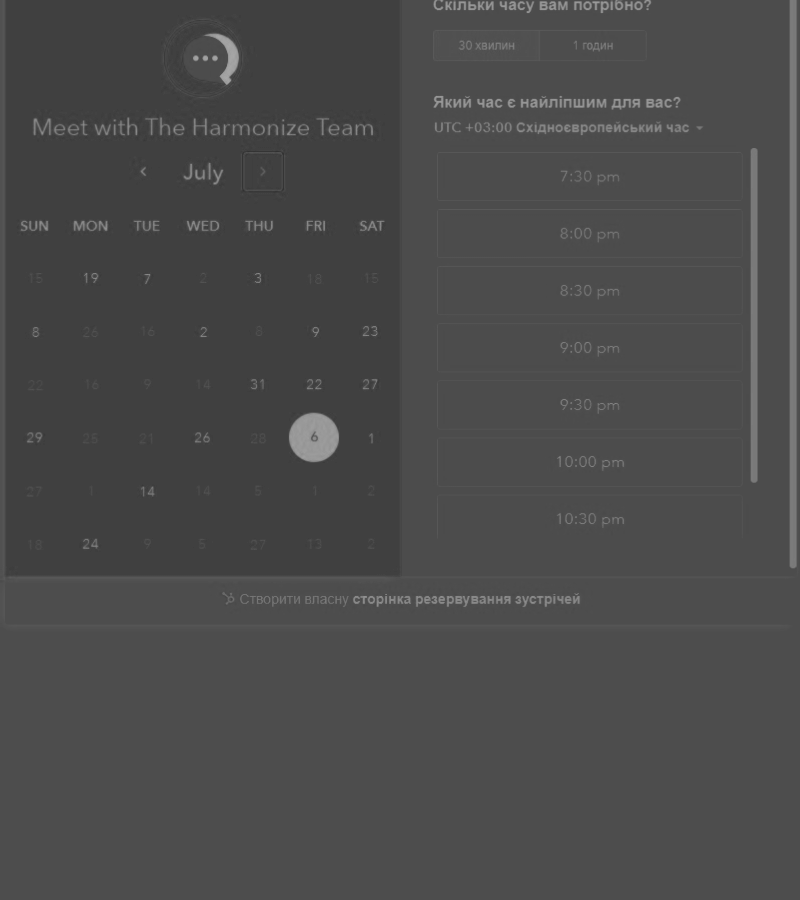 Скільки часу вам потрібно?
30 хвилин 1 годин
Meet with The Harmonize Team
July
Який час є найліпшим для вас?
UTC +03:00 Східноєвропейський час
SUN MON TUE WED THU FRI SAT
15 19 7 2 3 18 15
8 26 16 2 8 9 23
22 16 9 14 31 22 27
29 25 21 26 28 6 1
27 1 14 14 5 1 2
18 24 9 5 27 13 2
7:30 pm
8:00 pm
8:30 pm
9:00 pm
9:30 pm
10:00 pm
10:30 pm
Створити власну сторінка резервування зустрічей